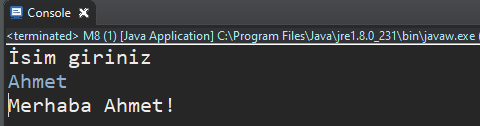 Console
<terminated> M8 (1) [Java Application] C:\Program Files\Java\jre1.8.0_231\bin\javaw.exe (
İsim giriniz
Ahmet
Merhaba Ahmet!